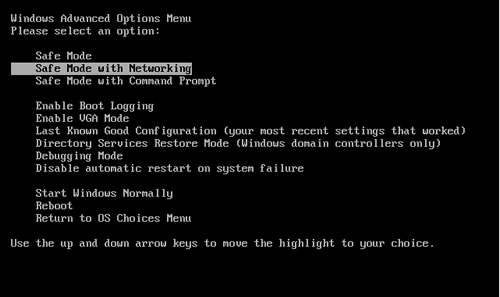 Windows Advanced Options Menu
Please select an option:
Safe Mode
Safe Mode with Networking
Safe Mode with Command Prompt
Enable Boot Logging
Enable VGA Mode
Last Known Good Configuration (your most recent settings that worked)
Directory Services Restore Mode (Windows domain controllers only)
Debugging Mode
Disable automatic restart on system failure
Start Windows Normally
Reboot
Return to OS Choices Menu
Use the up and down arrow keys to move the highlight to your choice.